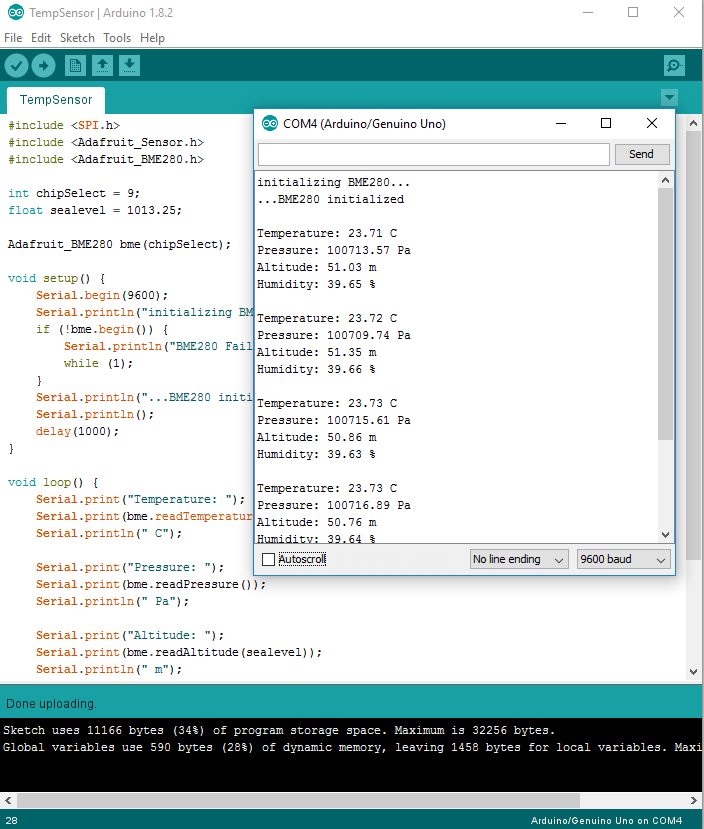 TempSensor | Arduino 1.8.2
File Edit Sketch Tools Help
TempSensor
#include <SPI.h>
#include <Adafruit_Sensor.h>
#include <Adafruit_BME280.h>
int chipSelect = 9;
float sealevel = 1013.25;
Adafruit_BME280 bme(chipSelect);
void setup() {
Serial.begin(9600);
Serial.println("initializing BM
if (!bme.begin()) {
Serial.println("BME280 Fail
while (1);
}
Serial.println("...BME280 initi
Serial.println();
delay(1000);
}
void loop() {
Serial.print("Temperature: ");
Serial.print(bme.readTemperatur
Serial.println(" C");
Serial.print("Pressure: ");
Serial.print(bme.readPressure());
Serial.println(" Pa");
Serial.print("Altitude: ");
Serial.print(bme.readAltitude(sealevel));
Serial.println(" m");
COM4 (Arduino/Genuino Uno)
Send
initializing BME280...
...BME280 initialized
Temperature: 23.71 C
Pressure: 100713.57 Pa
Altitude: 51.03 m
Humidity: 39.65 %
Temperature: 23.72 C
Pressure: 100709.74 Pa
Altitude: 51.35 m
Humidity: 39.66 %
Temperature: 23.73 C
Pressure: 100715.61 Pa
Altitude: 50.86 m
Humidity: 39.63 %
Temperature: 23.73 C
Pressure: 100716.89 Pa
Altitude: 50.76 m
Humidity: 39.64 %
Autoscroll
No line ending
9600 baud
Done uploading.
Sketch uses 11166 bytes (34%) of program storage space. Maximum is 32256 bytes.
Global variables use 590 bytes (28%) of dynamic memory, leaving 1458 bytes for local variables. Maxi
28
Arduino/Genuino Uno on COM4